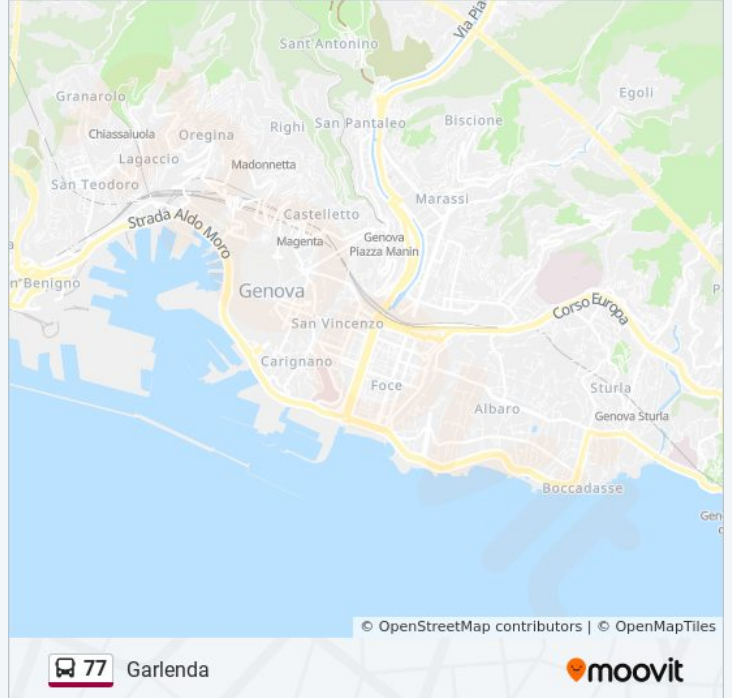 Via Pia
Sant Antonino
Granarolo
Egoli
Chiassaiuola
Oregina
Righi
San Pantaleo
Biscione
Lagaccio
Madonnetta
San Teodoro
Marassi
Strada Aldo Moro
Castelletto
Magenta
Genova
Piazza Manin
a
n Benigno
Genova
P
San Vincenzo
Corso Europa
Carignano
Foce
Sturla
Albaro
Genova Sturla
Boccadasse
Gen
© OpenStreetMap contributors | © OpenMapTiles
77 Garlenda
moovit